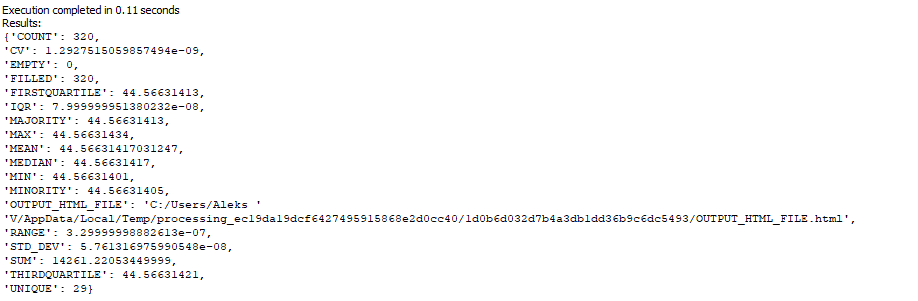 Execution completed in 0.11 seconds
Results:
{'COUNT': 320,
'CV': 1.2927515059857494e-09,
'EMPTY': 0,
'FILLED': 320,
'FIRSTQUARTILE': 44.56631413,
'IQR': 7.999999951380232e-08,
'MAJORITY': 44.56631413,
'MAX': 44.56631434,
'MEAN': 44.56631417031247,
'MEDIAN': 44.56631417,
'MIN': 44.56631401,
'MINORITY': 44.56631405,
'OUTPUT_HTML_FILE': 'C:/Users/Aleks '
'V/AppData/Local/Temp/processing_ec19da19dcf6427495915868e2d0cc40/1d0b6d032d7b4a3db1dd36b9c6dc5493/OUTPUT_HTML_FILE.html',
'RANGE': 3.29999998882613e-07,
'STD_DEV': 5.761316975990548e-08,
'SUM': 14261.22053449999,
'THIRDQUARTILE': 44.56631421,
'UNIQUE': 29}